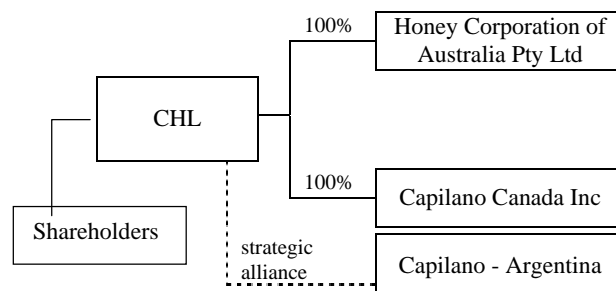 100%
Honey Corporation of
Australia Pty Ltd
CHL
100%
Capilano Canada Inc
Shareholders
strategic
alliance
Capilano - Argentina